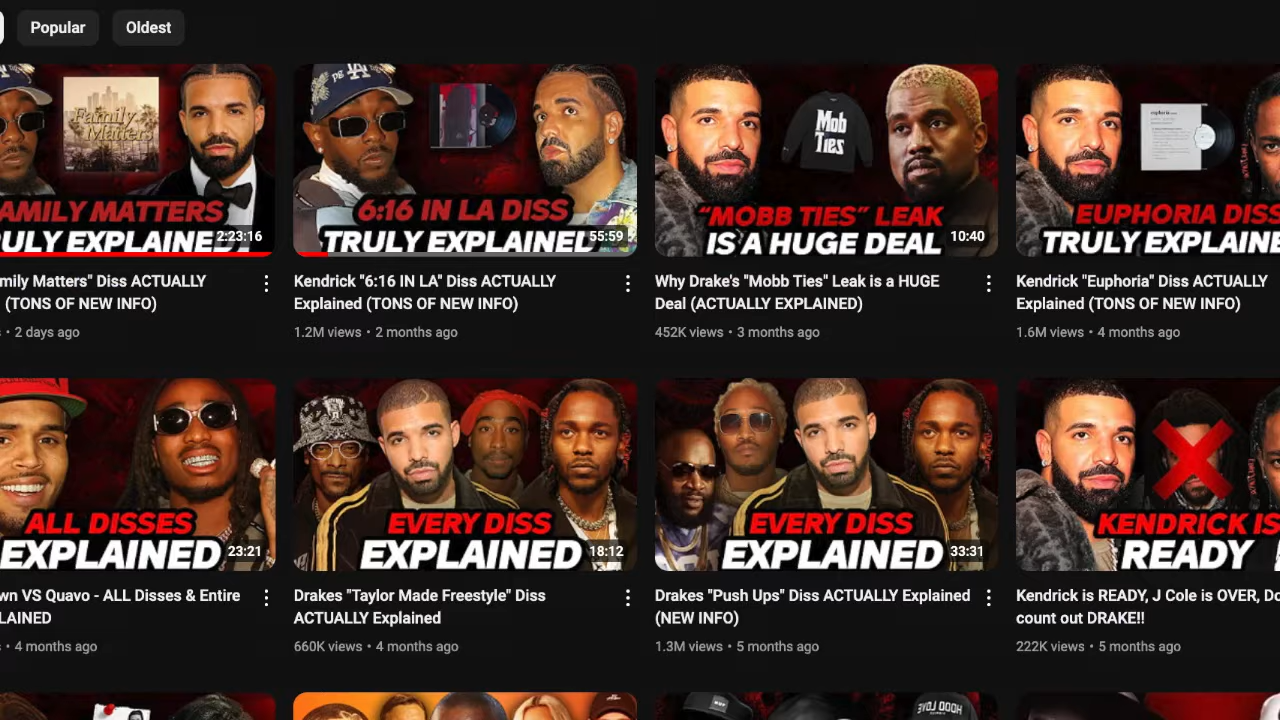 Popular
Oldest
Family
Matters
AMILY MATTERS
ULY EXPLAINE
2:23:16
mily Matters" Diss ACTUALLY
(TONS OF NEW INFO)
• 2 days ago
LA
6:16 IN LA DISS
TRULY EXPLAINED
55:59
Kendrick "6:16 IN LA" Diss ACTUALLY
Explained (TONS OF NEW INFO)
1.2M views • 2 months ago
Mob
Ties
"MOBB TIES" LEAK
IS A HUGE DEAL
10:40
Why Drake's "Mobb Ties" Leak is a HUGE
Deal (ACTUALLY EXPLAINED)
452K views • 3 months ago
euphoria
EUPHORIA DISS
TRULY EXPLAINE
Kendrick "Euphoria" Diss ACTUALLY
Explained (TONS OF NEW INFO)
1.6M views • 4 months ago
ALL DISSES
EXPLAINED
23:21
wn VS Quavo - ALL Disses & Entire
LAINED
• 4 months ago
EVERY DISS
EXPLAINED
18:12
Drakes "Taylor Made Freestyle" Diss
ACTUALLY Explained
660K views • 4 months ago
EVERY DISS
EXPLAINED
33:31
Drakes "Push Ups" Diss ACTUALLY Explained
(NEW INFO)
1.3M views • 5 months ago
KENDRICK IS
READY
Kendrick is READY, J Cole is OVER, Do
count out DRAKE!!
222K views • 5 months ago